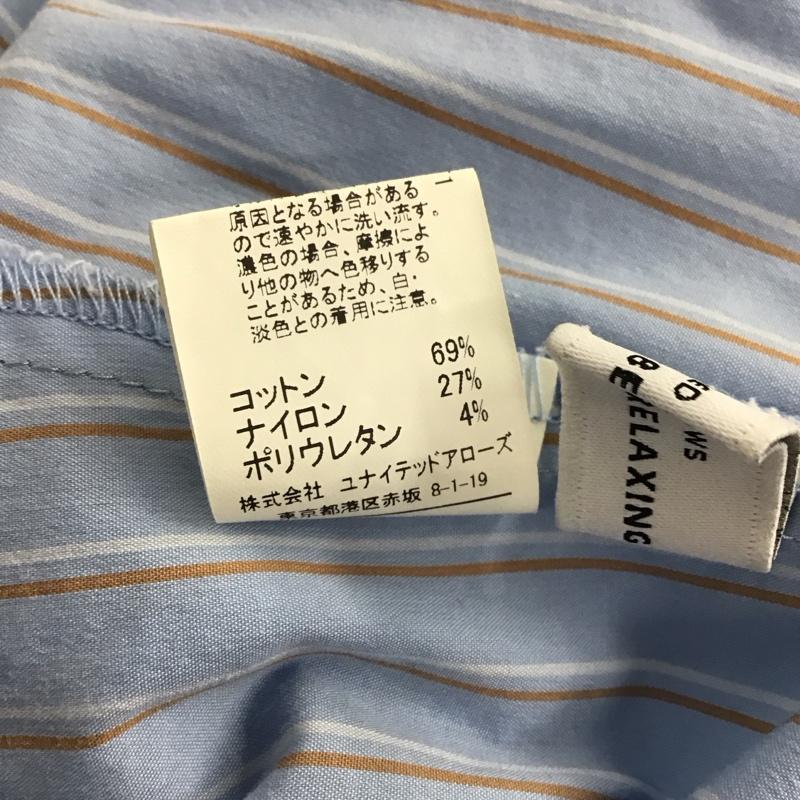 原因となる場合がある
ので速やかに洗い流す。
濃色の場合、摩擦によ
り他の物へ色移りする
ことがあるため、白・
淡色との着用に注意。
コットン 69%
ナイロン 27%
ポリウレタン 4%
株式会社 ユナイテッドアローズ
東京都港区赤坂 8-1-19
WS
RELAXING